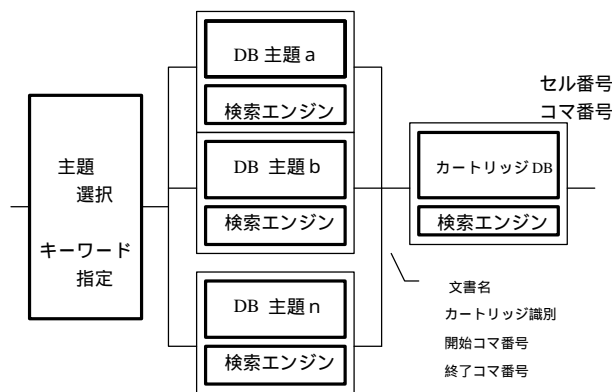 主題
選択
キーワード
指定
DB 主題 a
検索エンジン
DB 主題 b
検索エンジン
DB 主題 n
検索エンジン
セル番号
コマ番号
カートリッジ DB
検索エンジン
文書名
カートリッジ識別
開始コマ番号
終了コマ番号